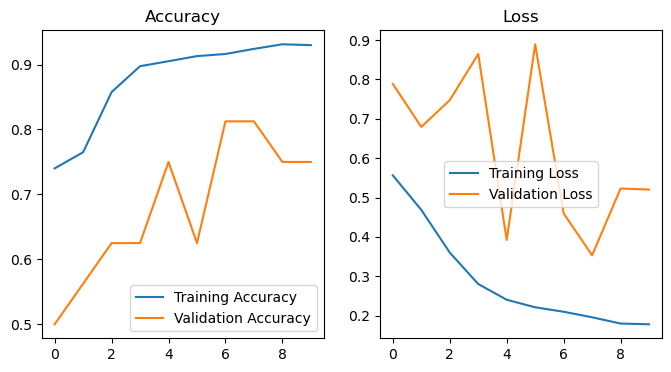 Accuracy
0.9
0.8
0.7
0.6
0.5
0 2 4 6 8
Training Accuracy
Validation Accuracy
Loss
0.9
0.8
0.7
0.6
0.5
0.4
0.3
0.2
0 2 4 6 8
Training Loss
Validation Loss